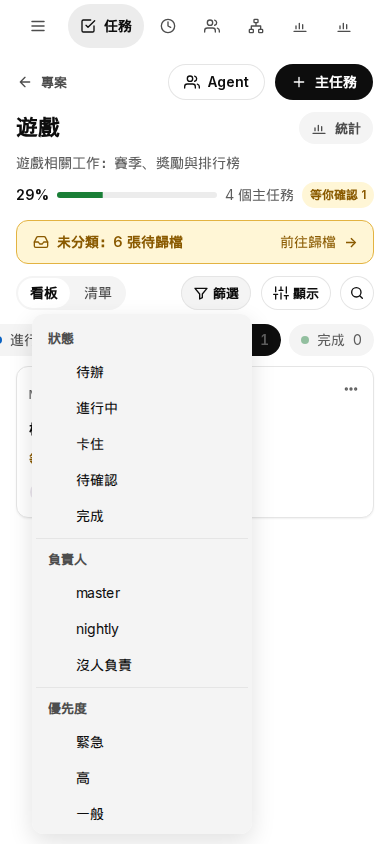 任務
專案
Agent
主任務
遊戲
統計
遊戲相關工作：賽季、獎勵與排行榜
29%
4 個主任務
等你確認 1
未分類：6 張待歸檔
前往歸檔
看板
清單
篩選
顯示
進行
1
完成 0
狀態
待辦
進行中
卡住
待確認
完成
負責人
master
nightly
沒人負責
優先度
緊急
高
一般